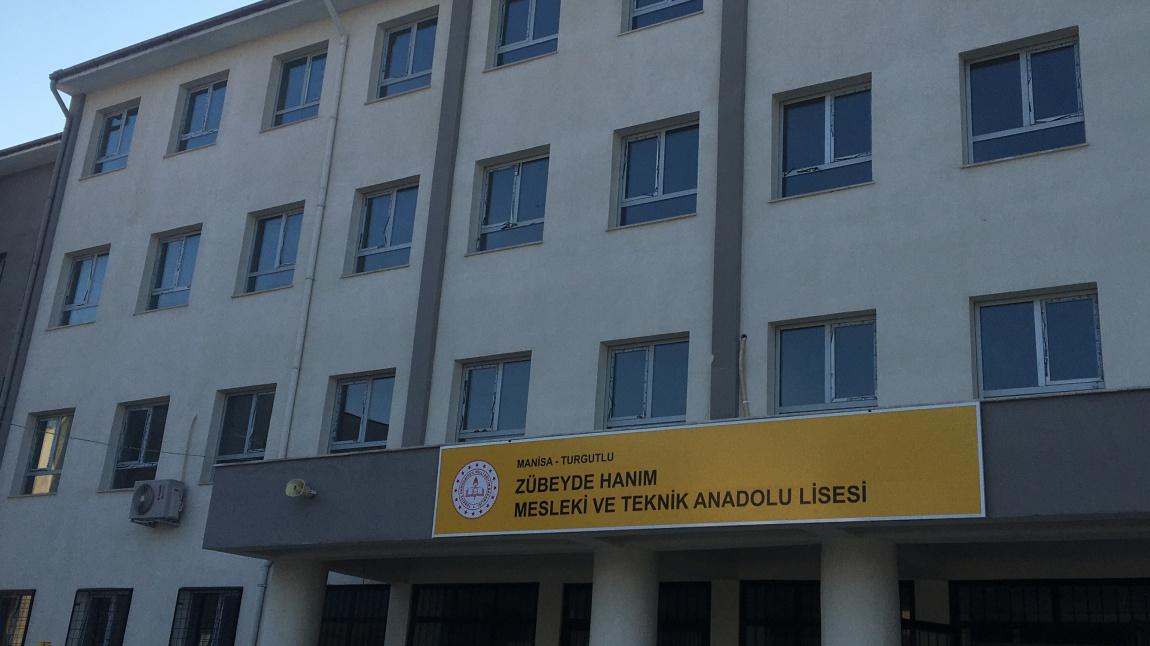 MANİSA - TURGUTLU
ZÜBEYDE HANIM
MESLEKİ VE TEKNİK ANADOLU LİSESİ